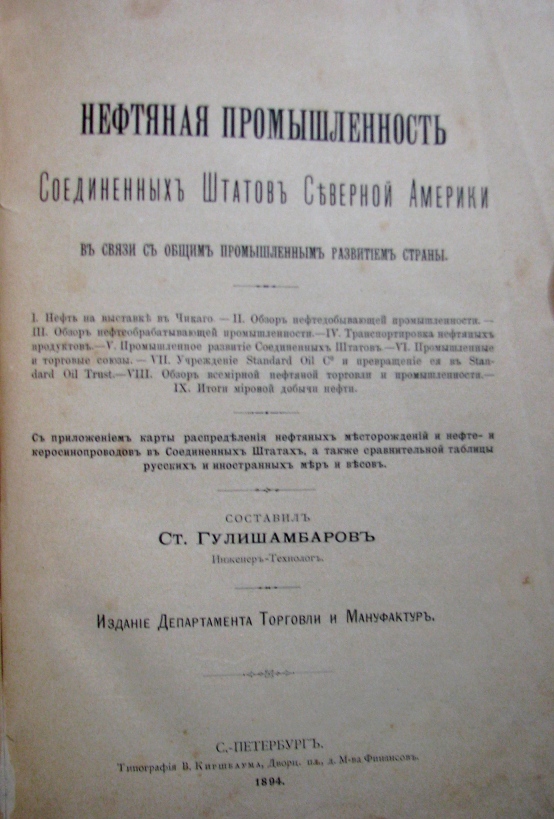 НЕФТЯНАЯ ПРОМЫШЛЕННОСТЬ
СОЕДИНЕННЫХЪ ШТАТОВЪ СѢВЕРНОЙ АМЕРИКИ
ВЪ СВЯЗИ СЪ ОБЩИМЪ ПРОМЫШЛЕННЫМЪ РАЗВИТІЕМЪ СТРАНЫ.
I. Нефть на выставкѣ въ Чикаго. — II. Обзоръ нефтедобывающей промышленности. —
III. Обзоръ нефтеобрабатывающей промышленности.—IV. Транспортировка нефтяныхъ
продуктовъ.—V. Промышленное развитіе Соединенныхъ Штатовъ.—VI. Промышленные
и торговые союзы. — VII. Учрежденіе Standard Oil Cº и превращеніе ея въ Stan-
dard Oil Trust.—VIII. Обзоръ всемірной нефтяной торговли и промышленности.—
IX. Итоги міровой добычи нефти.
Съ приложеніемъ карты распредѣленія нефтяныхъ мѣсторожденій и нефте- и
керосинопроводовъ въ Соединенныхъ Штатахъ, а также сравнительной таблицы
русскихъ и иностранныхъ мѣръ и вѣсовъ.
СОСТАВИЛЪ
СТ. ГУЛИШАМБАРОВЪ
Инженеръ-Технологъ.
ИЗДАНІЕ ДЕПАРТАМЕНТА ТОРГОВЛИ И МАНУФАКТУРЪ.
С.-ПЕТЕРБУРГЪ.
Типографія В. КИРШБАУМА, Дворц. пл., д. М-ва Финансовъ.
1894.